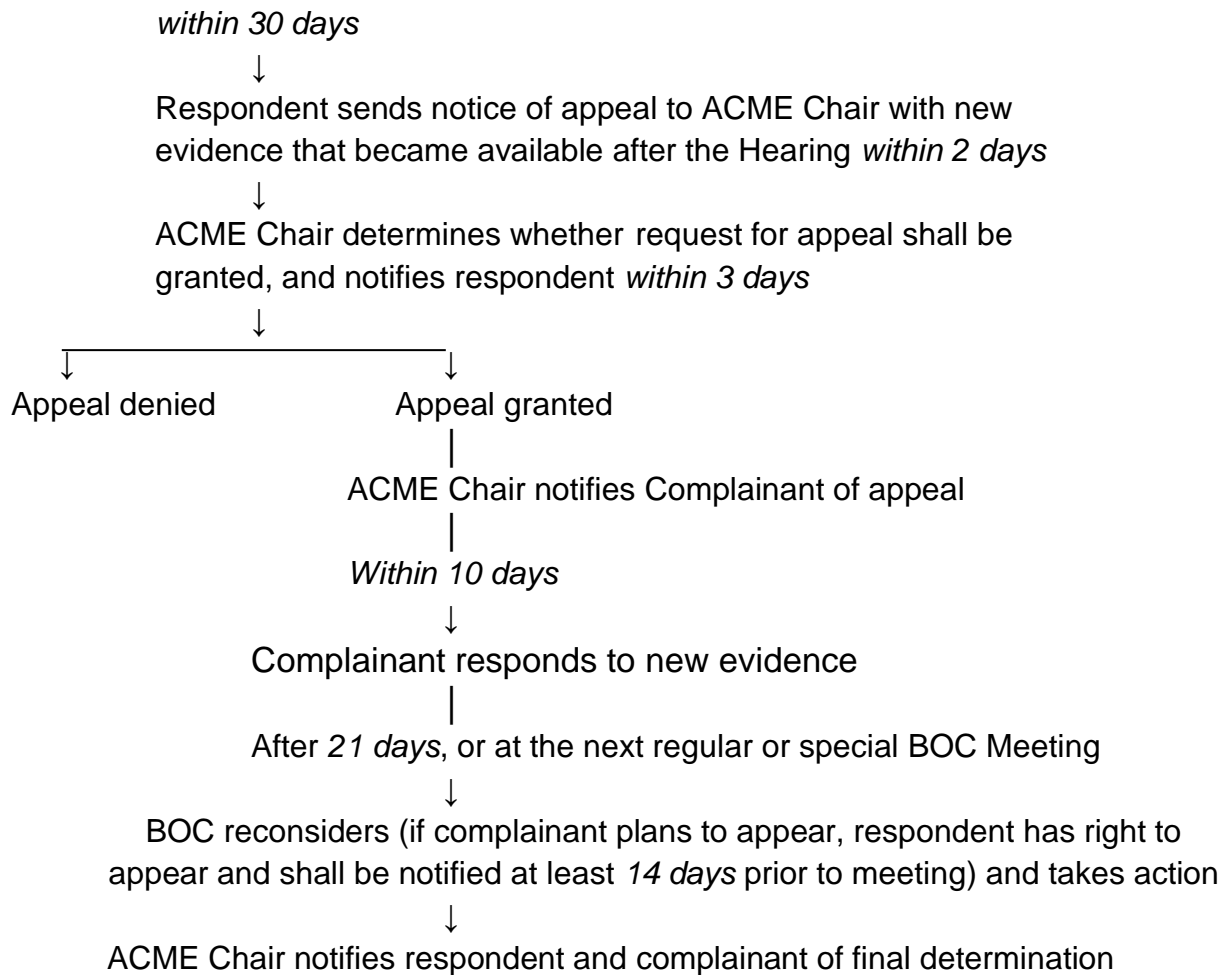 within 30 days
↓
Respondent sends notice of appeal to ACME Chair with new
evidence that became available after the Hearing within 2 days
↓
ACME Chair determines whether request for appeal shall be
granted, and notifies respondent within 3 days
↓
↓ ↓
Appeal denied Appeal granted
|
ACME Chair notifies Complainant of appeal
|
Within 10 days
↓
Complainant responds to new evidence
|
After 21 days, or at the next regular or special BOC Meeting
↓
BOC reconsiders (if complainant plans to appear, respondent has right to
appear and shall be notified at least 14 days prior to meeting) and takes action
↓
ACME Chair notifies respondent and complainant of final determination